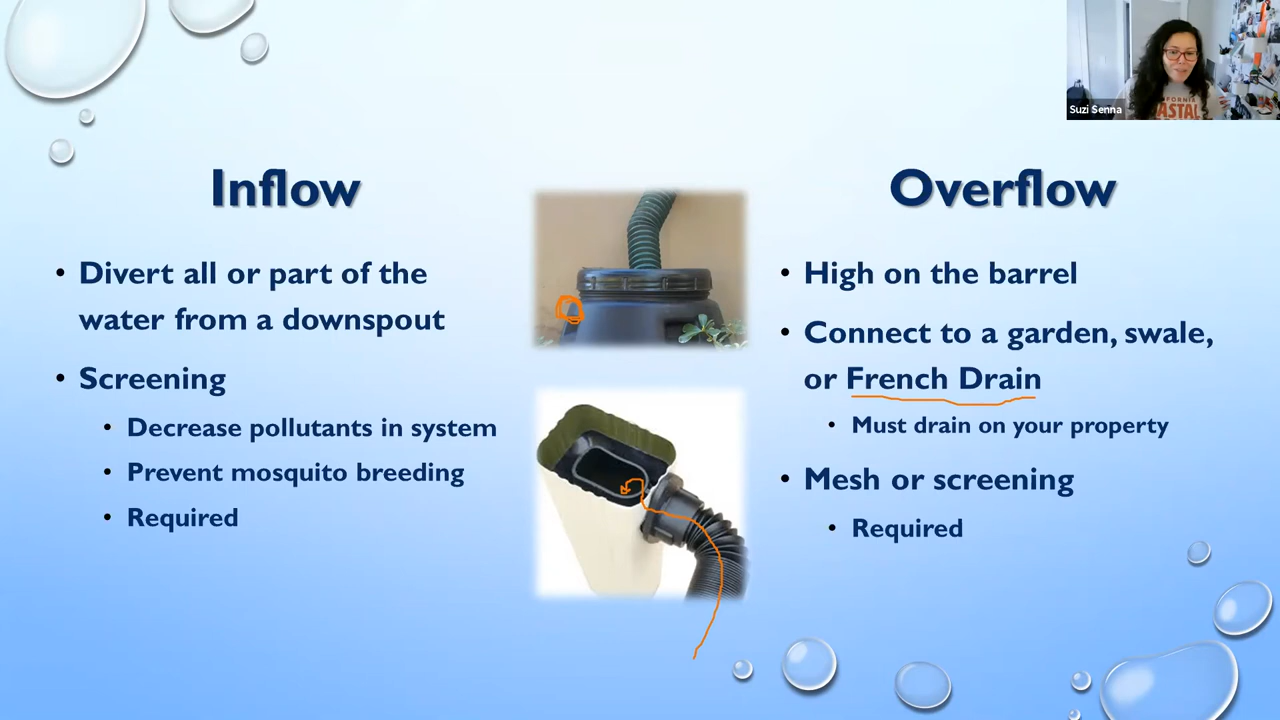 Suzi Senna
IFORNIA
ASTAL
Inflow
Divert all or part of the
water from a downspout
Screening
Decrease pollutants in system
Prevent mosquito breeding
Required
Overflow
High on the barrel
Connect to a garden, swale,
or French Drain
Must drain on your property
Mesh or screening
Required